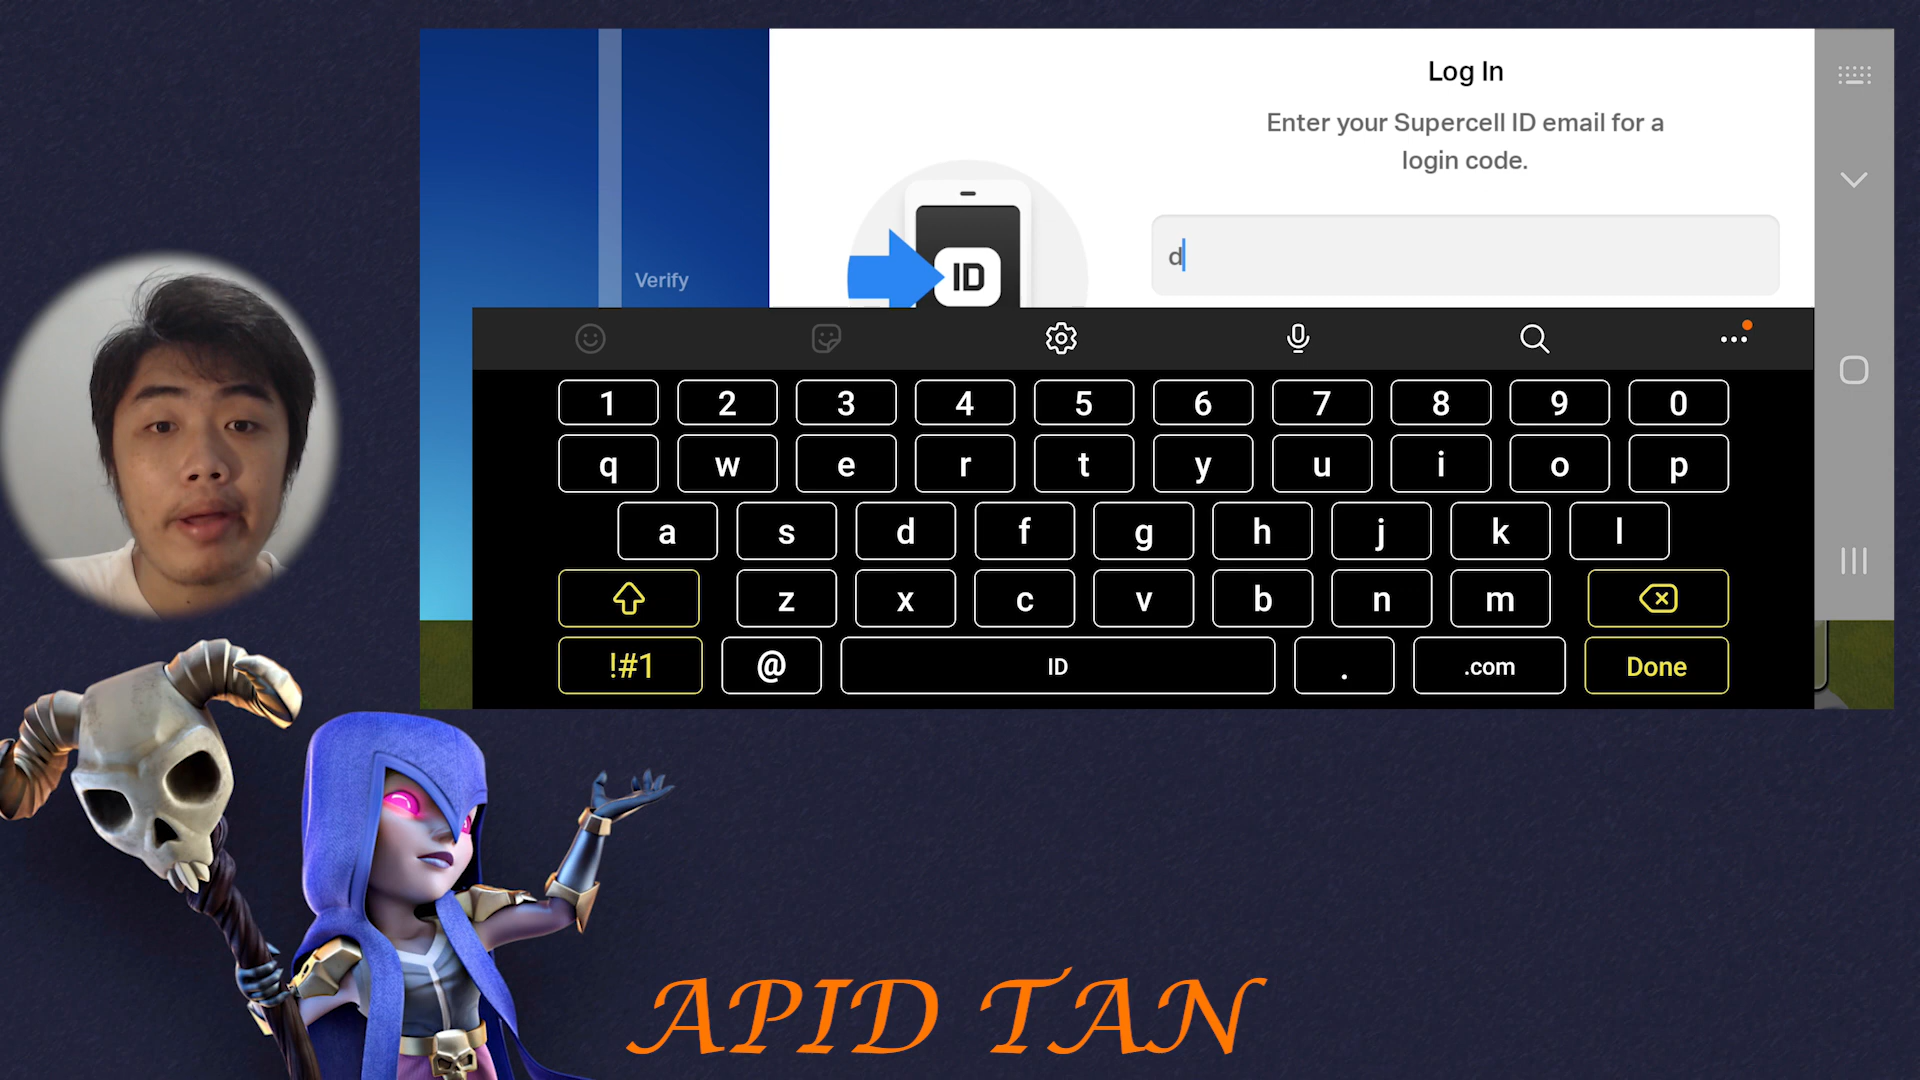 Log In
Enter your Supercell ID email for a
login code.
d
Verify
ID
1 2 3 4 5 6 7 8 9 0
q w e r t y u i o p
a s d f g h j k l
z x c v b n m
!#1 @ ID . .com Done
APID TAN